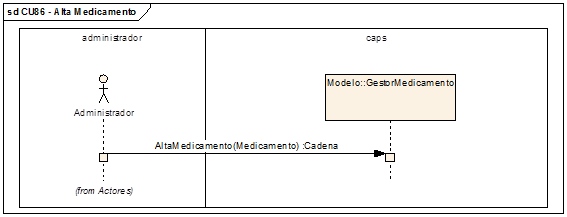 sd CU86 - Alta Medicamento
administrador
caps
Modelo::GestorMedicamento
Administrador
AltaMedicamento(Medicamento) :Cadena
(from Actores)